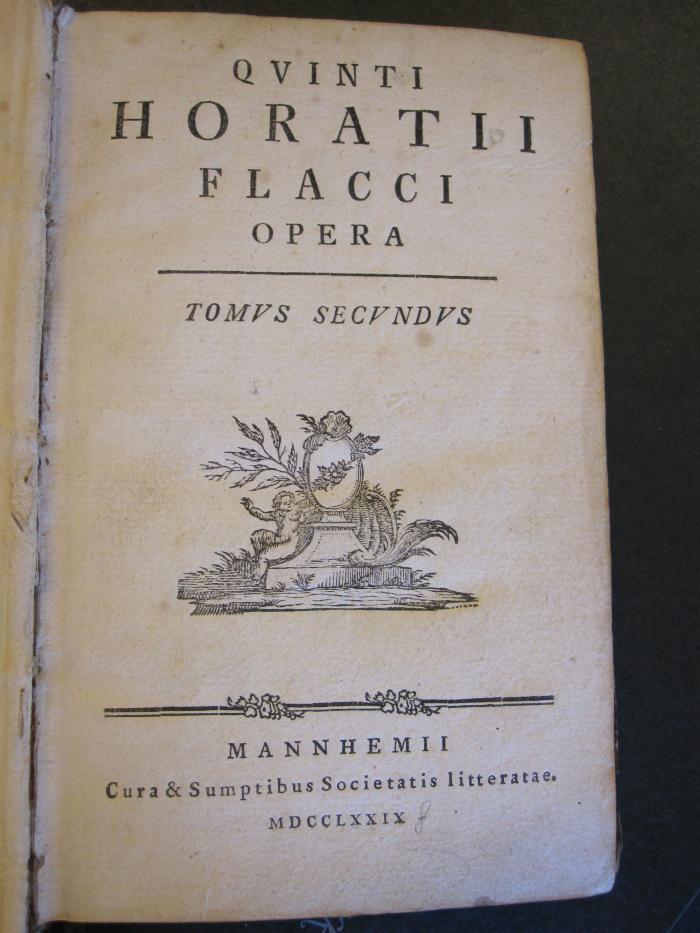 QVINTI
HORATII
FLACCI
OPERA
TOMVS SECVNDVS
MANNHEMII
Cura & Sumptibus Societatis litteratae.
MDCCLXXIX